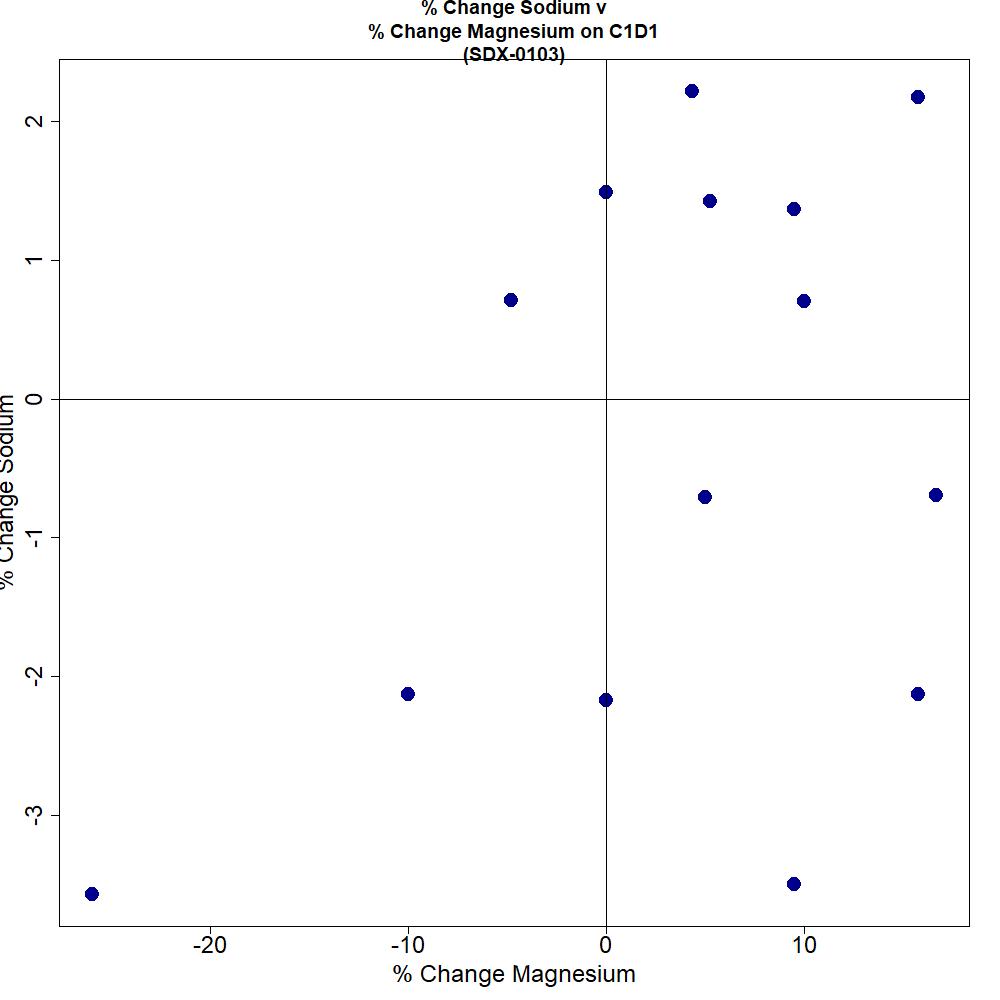 % Change Sodium v
% Change Magnesium on C1D1
(SDX-0103)
% Change Sodium
2
1
0
-1
-2
-3
-20
-10
0
10
% Change Magnesium